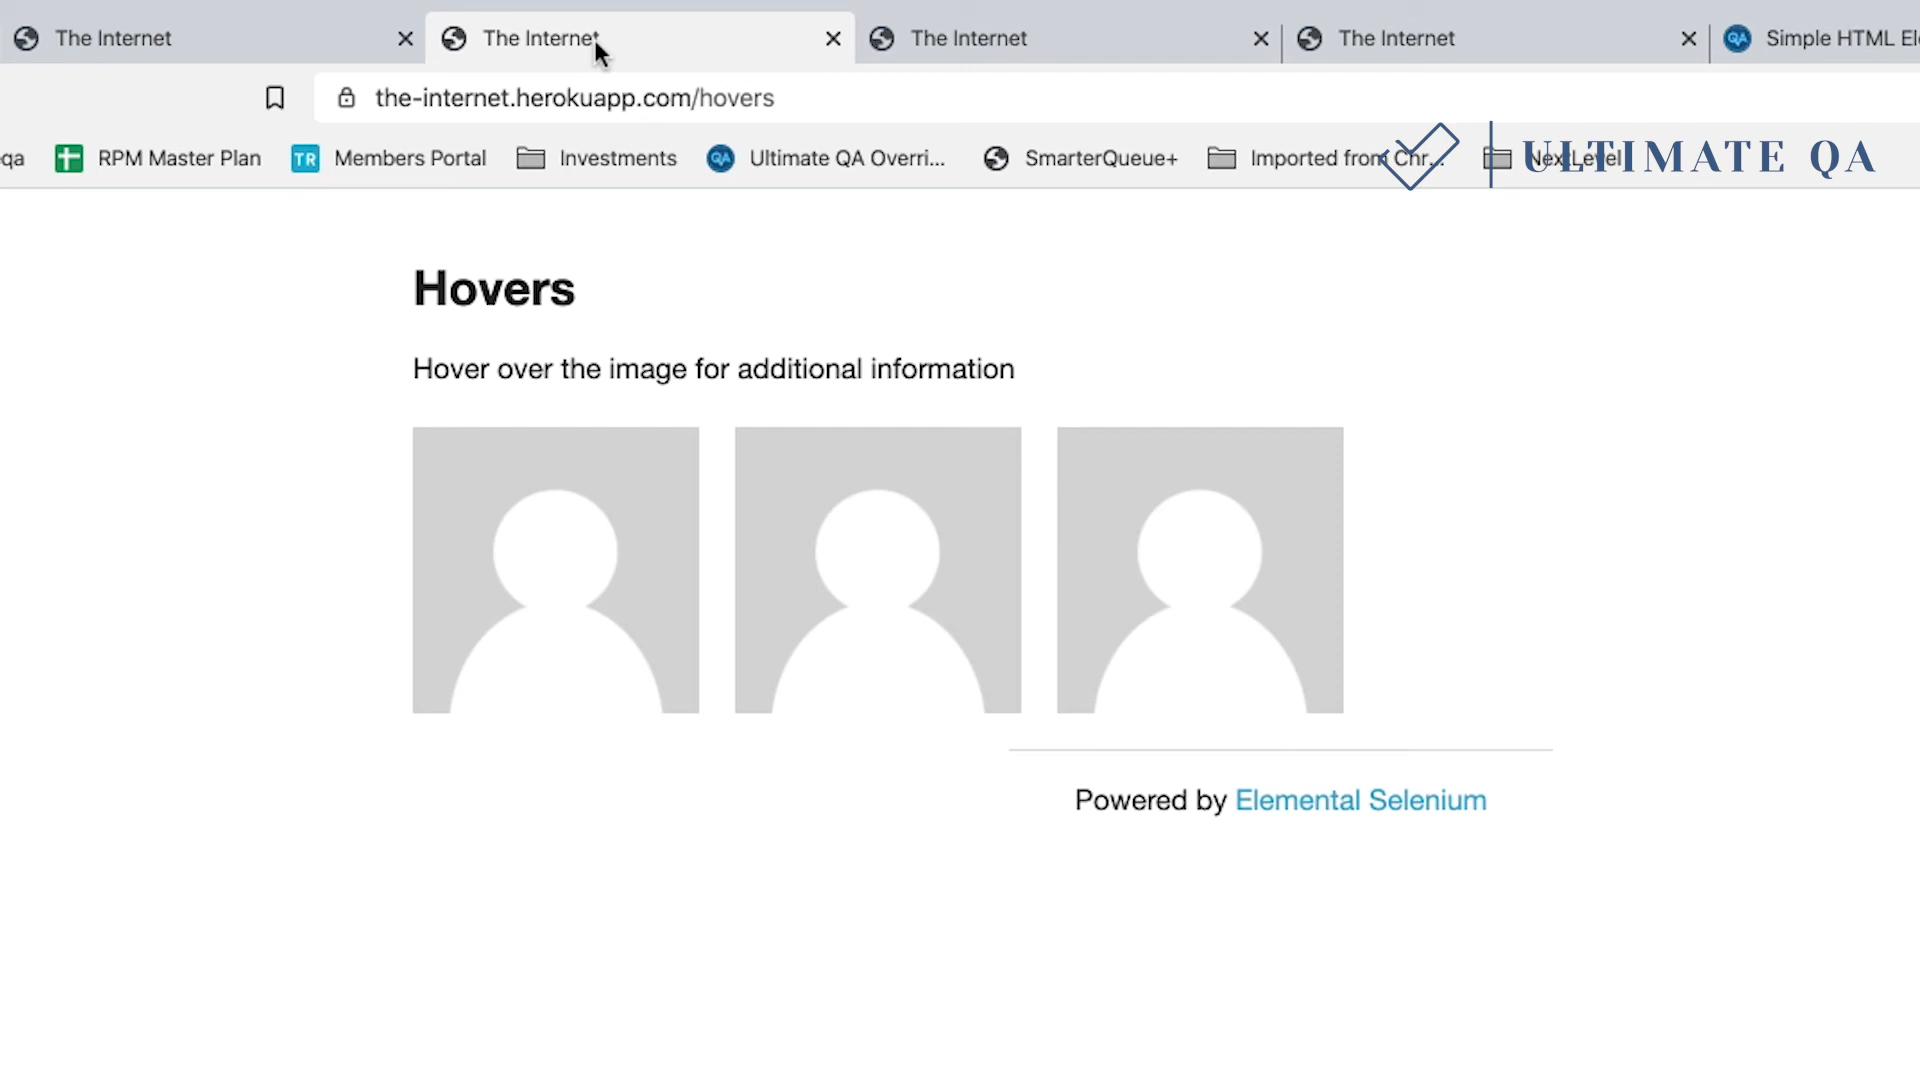 The Internet
The Internet
The Internet
The Internet
Simple HTML El
the-internet.herokuapp.com/hovers
qa
RPM Master Plan
TR
Members Portal
Investments
QA
Ultimate QA Overri...
SmarterQueue+
Imported from Chr...
NextLevel
ULTIMATE QA
Hovers
Hover over the image for additional information
Powered by Elemental Selenium